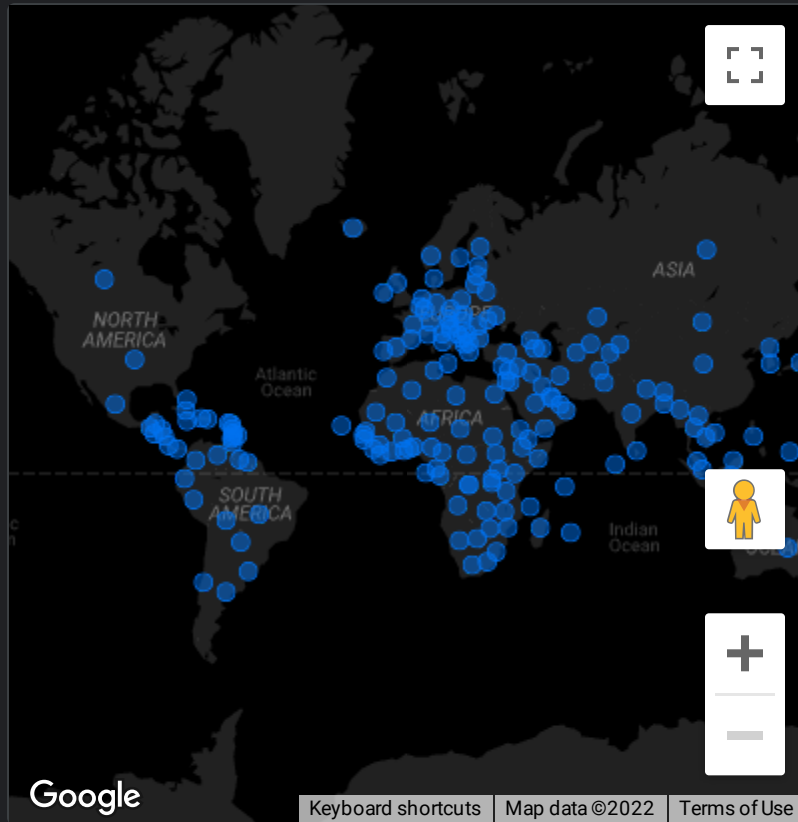 ASIA
EUROPE
NORTH
AMERICA
Atlantic
Ocean
AFRICA
SOUTH
AMERICA
Indian
Ocean
Google
Keyboard shortcuts
Map data ©2022
Terms of Use